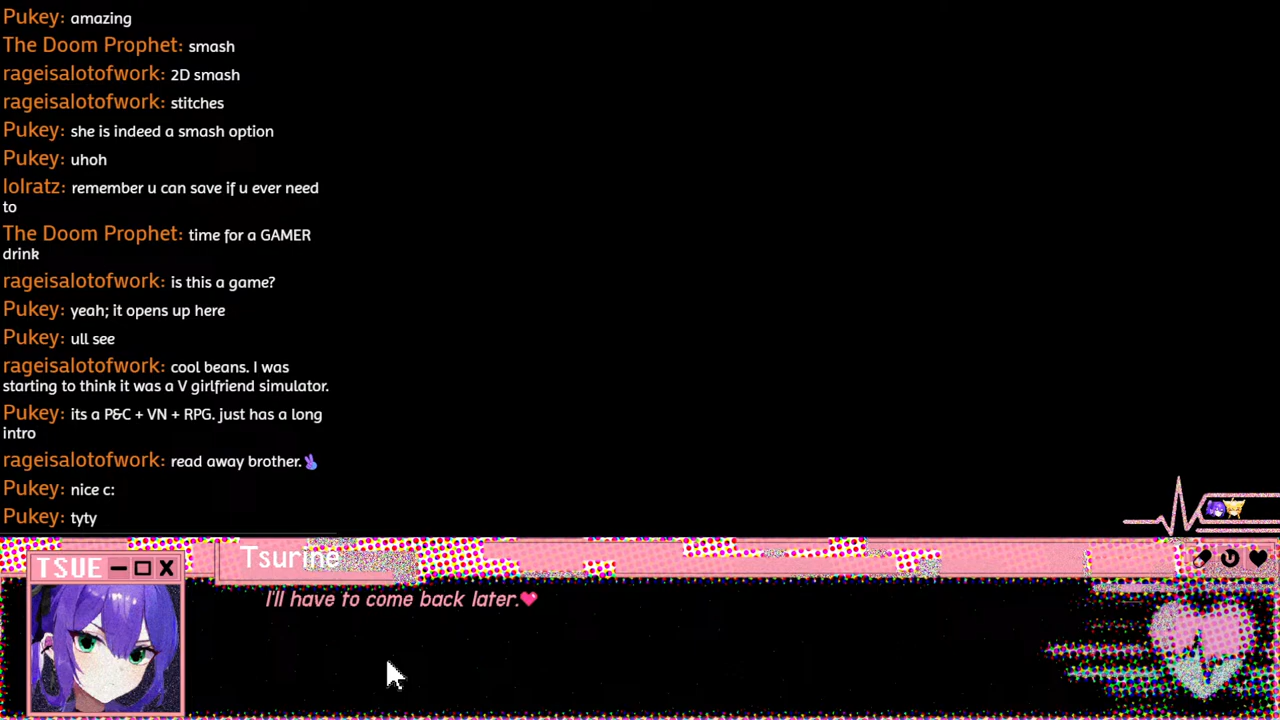 Pukey: amazing
The Doom Prophet: smash
rageisalotofwork: 2D smash
rageisalotofwork: stitches
Pukey: she is indeed a smash option
Pukey: uhoh
lolratz: remember u can save if u ever need
to
The Doom Prophet: time for a GAMER
drink
rageisalotofwork: is this a game?
Pukey: yeah; it opens up here
Pukey: ull see
rageisalotofwork: cool beans. I was
starting to think it was a V girlfriend simulator.
Pukey: its a P&C + VN + RPG. just has a long
intro
rageisalotofwork: read away brother.
Pukey: nice c:
Pukey: tyty
TSUE
Tsurine
I'll have to come back later.